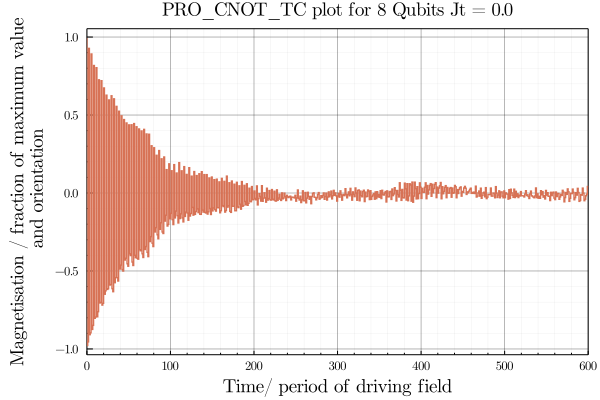 PRO_CNOT_TC plot for 8 Qubits Jt = 0.0
Magnetisation / fraction of maximum value
and orientation
1.0
0.5
0.0
−0.5
−1.0
0 100 200 300 400 500 600
Time/ period of driving field